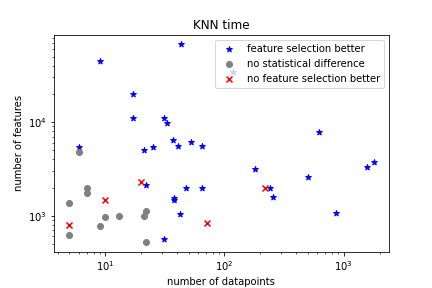 KNN time
feature selection better
no statistical difference
no feature selection better
number of features
10⁴
10³
10¹
10²
10³
number of datapoints